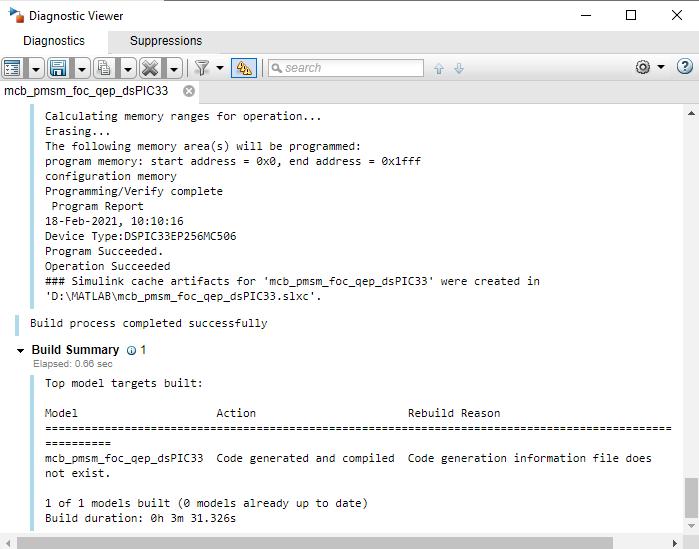 Diagnostic Viewer
Diagnostics Suppressions
search
mcb_pmsm_foc_qep_dsPIC33
Calculating memory ranges for operation...
Erasing...
The following memory area(s) will be programmed:
program memory: start address = 0x0, end address = 0x1fff
configuration memory
Programming/Verify complete
Program Report
18-Feb-2021, 10:10:16
Device Type:DSPIC33EP256MC506
Program Succeeded.
Operation Succeeded
### Simulink cache artifacts for 'mcb_pmsm_foc_qep_dsPIC33' were created in
'D:\MATLAB\mcb_pmsm_foc_qep_dsPIC33.slxc'.
Build process completed successfully
Build Summary 1
Elapsed: 0.66 sec
Top model targets built:
Model Action Rebuild Reason
===============================================================================================
==========
mcb_pmsm_foc_qep_dsPIC33 Code generated and compiled Code generation information file does
not exist.
1 of 1 models built (0 models already up to date)
Build duration: 0h 3m 31.326s